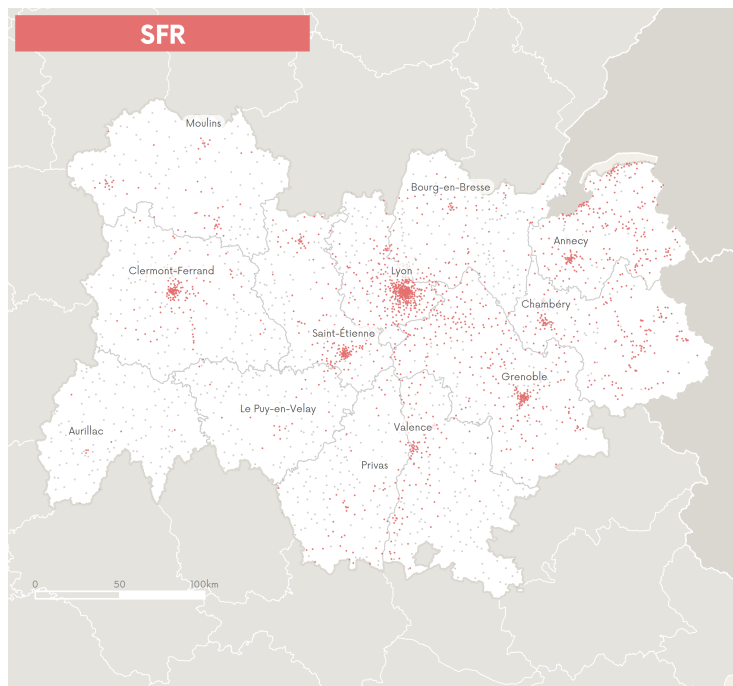 SFR
Moulins
Bourg-en-Bresse
Annecy
Clermont-Ferrand
Lyon
Chambéry
Saint-Étienne
Grenoble
Le Puy-en-Velay
Aurillac
Valence
Privas
0 50 100km